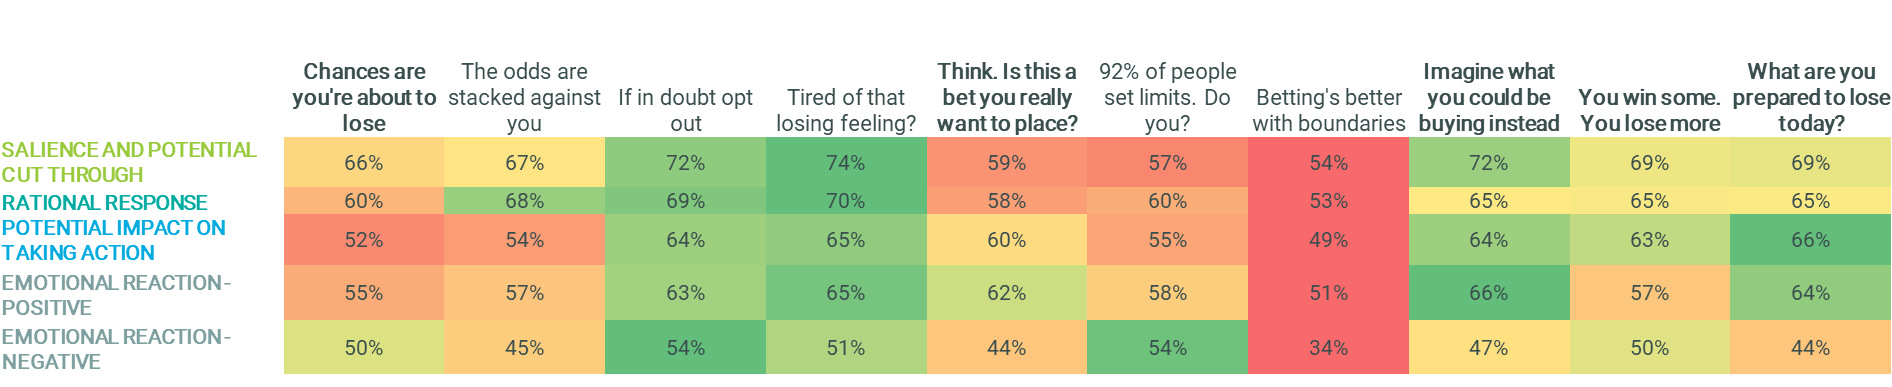 Chances are you're about to lose
The odds are stacked against you
If in doubt opt out
Tired of that losing feeling?
Think. Is this a bet you really want to place?
92% of people set limits. Do you?
Betting's better with boundaries
Imagine what you could be buying instead
You win some. You lose more
What are you prepared to lose today?
SALIENCE AND POTENTIAL CUT THROUGH 66% 67% 72% 74% 59% 57% 54% 72% 69% 69%
RATIONAL RESPONSE 60% 68% 69% 70% 58% 60% 53% 65% 65% 65%
POTENTIAL IMPACT ON TAKING ACTION 52% 54% 64% 65% 60% 55% 49% 64% 63% 66%
EMOTIONAL REACTION - POSITIVE 55% 57% 63% 65% 62% 58% 51% 66% 57% 64%
EMOTIONAL REACTION - NEGATIVE 50% 45% 54% 51% 44% 54% 34% 47% 50% 44%